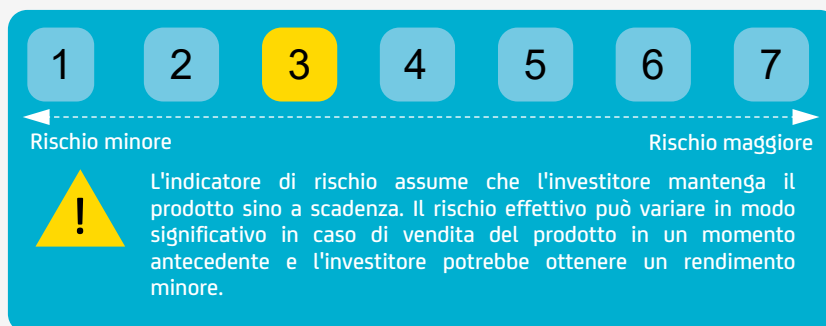 1 2 3 4 5 6 7
Rischio minore Rischio maggiore
L'indicatore di rischio assume che l'investitore mantenga il
prodotto sino a scadenza. Il rischio effettivo può variare in modo
significativo in caso di vendita del prodotto in un momento
antecedente e l'investitore potrebbe ottenere un rendimento
minore.
!